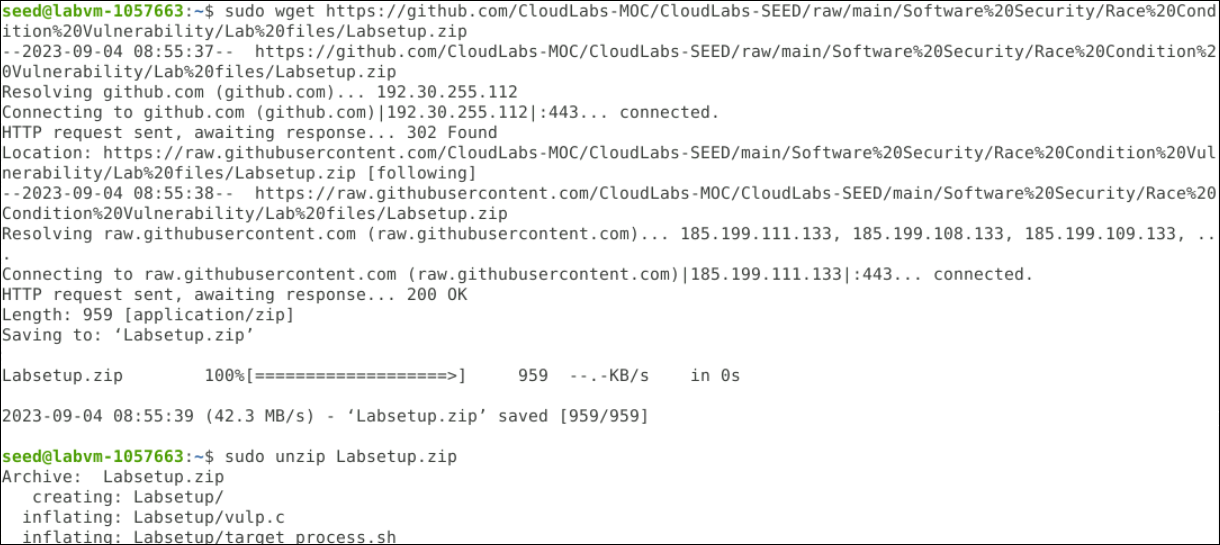 seed@labvm-1057663:~$ sudo wget https://github.com/CloudLabs-MOC/CloudLabs-SEED/raw/main/Software%20Security/Race%20Cond
ition%20Vulnerability/Lab%20files/Labsetup.zip
--2023-09-04 08:55:37--  https://github.com/CloudLabs-MOC/CloudLabs-SEED/raw/main/Software%20Security/Race%20Condition%2
0Vulnerability/Lab%20files/Labsetup.zip
Resolving github.com (github.com)... 192.30.255.112
Connecting to github.com (github.com)|192.30.255.112|:443... connected.
HTTP request sent, awaiting response... 302 Found
Location: https://raw.githubusercontent.com/CloudLabs-MOC/CloudLabs-SEED/main/Software%20Security/Race%20Condition%20Vul
nerability/Lab%20files/Labsetup.zip [following]
--2023-09-04 08:55:38--  https://raw.githubusercontent.com/CloudLabs-MOC/CloudLabs-SEED/main/Software%20Security/Race%20
Condition%20Vulnerability/Lab%20files/Labsetup.zip
Resolving raw.githubusercontent.com (raw.githubusercontent.com)... 185.199.111.133, 185.199.108.133, 185.199.109.133, ..
.
Connecting to raw.githubusercontent.com (raw.githubusercontent.com)|185.199.111.133|:443... connected.
HTTP request sent, awaiting response... 200 OK
Length: 959 [application/zip]
Saving to: ‘Labsetup.zip’
Labsetup.zip        100%[===================>]     959  --.-KB/s    in 0s
2023-09-04 08:55:39 (42.3 MB/s) - ‘Labsetup.zip’ saved [959/959]
seed@labvm-1057663:~$ sudo unzip Labsetup.zip
Archive:  Labsetup.zip
   creating: Labsetup/
  inflating: Labsetup/vulp.c
  inflating: Labsetup/target_process.sh